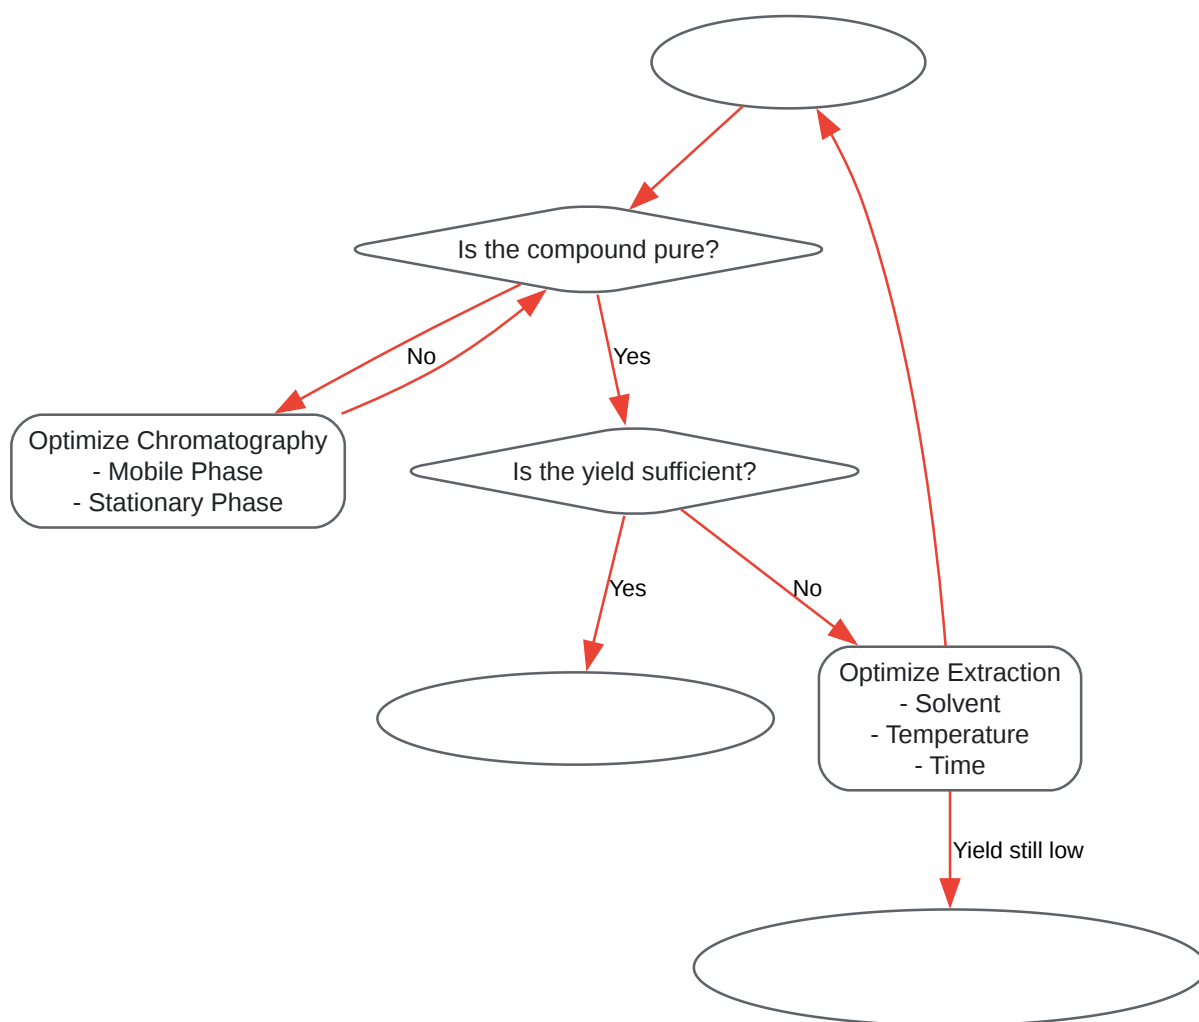 Is the compound pure?
No
Yes
Optimize Chromatography
- Mobile Phase
- Stationary Phase
Is the yield sufficient?
Yes
No
Optimize Extraction
- Solvent
- Temperature
- Time
Yield still low